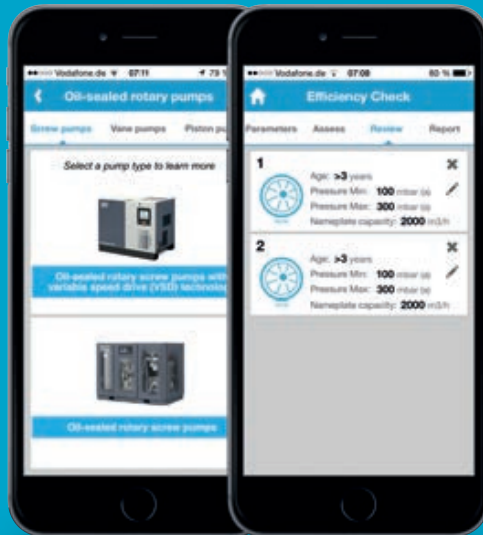 Vodafone.de 07:11 79 %
Oil-sealed rotary pumps
Screw pumps Vane pumps Piston pu
Select a pump type to learn more
Oil-sealed rotary screw pumps with
variable speed drive (VSD) technology
Oil-sealed rotary screw pumps
Vodafone.de 07:08 80 %
Efficiency Check
Parameters Assess Review Report
1
Age: >3 years
Pressure Min: 100 mbar (a)
Pressure Max: 300 mbar (a)
Nameplate capacity: 2000 m3/h
2
Age: >3 years
Pressure Min: 100 mbar (a)
Pressure Max: 300 mbar (a)
Nameplate capacity: 2000 m3/h